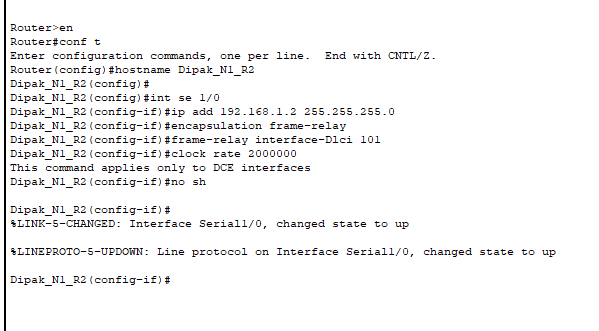 Router>en
Router#conf t
Enter configuration commands, one per line.  End with CNTL/Z.
Router(config)#hostname Dipak_N1_R2
Dipak_N1_R2(config)#
Dipak_N1_R2(config)#int se 1/0
Dipak_N1_R2(config-if)#ip add 192.168.1.2 255.255.255.0
Dipak_N1_R2(config-if)#encapsulation frame-relay
Dipak_N1_R2(config-if)#frame-relay interface-Dlci 101
Dipak_N1_R2(config-if)#clock rate 2000000
This command applies only to DCE interfaces
Dipak_N1_R2(config-if)#no sh
Dipak_N1_R2(config-if)#
%LINK-5-CHANGED: Interface Serial1/0, changed state to up
%LINEPROTO-5-UPDOWN: Line protocol on Interface Serial1/0, changed state to up
Dipak_N1_R2(config-if)#